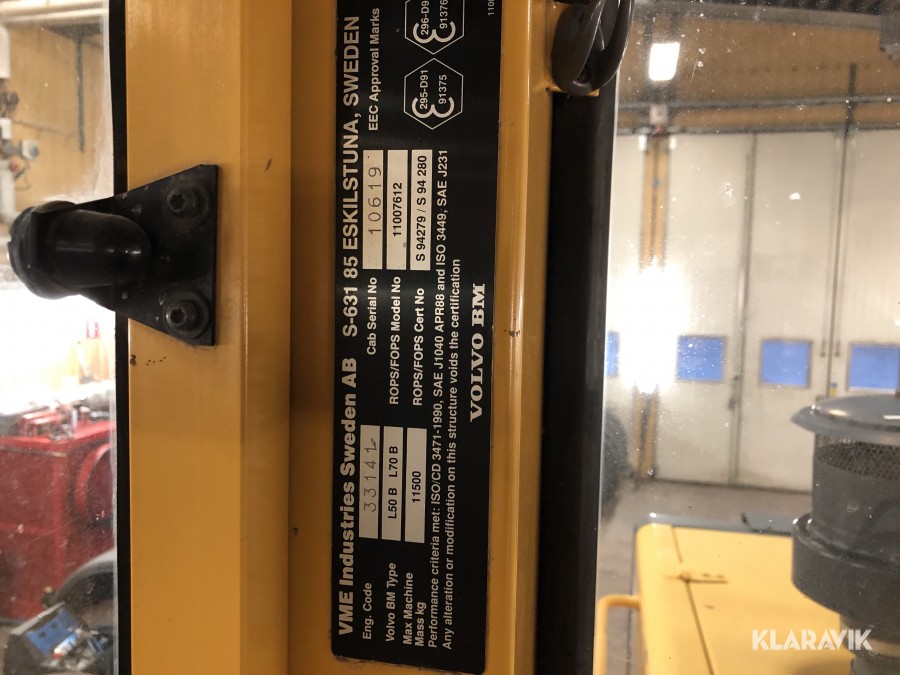 VME Industries Sweden AB S-631 85 ESKILSTUNA, SWEDEN
Eng. Code 33141 Cab Serial No 10619 EEC Approval Marks
Volvo BM Type L50 B L70 B ROPS/FOPS Model No 11007612
Max Machine
Mass kg 11500 ROPS/FOPS Cert No S 94279 / S 94 280
295-D91
91375
296-D91
91376
Performance criteria met: ISO/CD 3471-1990, SAE J1040 APR88 and ISO 3449, SAE J231
Any alteration or modification on this structure voids the certification
VOLVO BM
KLARAVIK